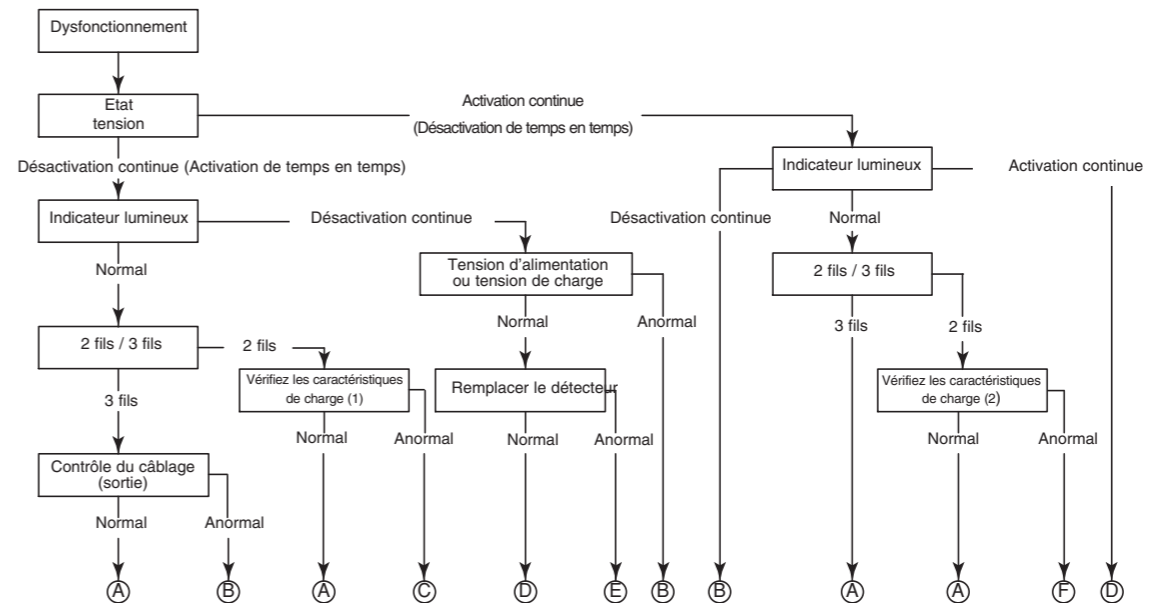 Dysfonctionnement
Etat
tension
Activation continue
(Désactivation de temps en temps)
Désactivation continue (Activation de temps en temps)
Indicateur lumineux
Activation continue
Indicateur lumineux
Désactivation continue
Désactivation continue
Normal
Normal
Tension d'alimentation
ou tension de charge
2 fils / 3 fils
Normal
Anormal
3 fils
2 fils
2 fils / 3 fils
2 fils
Vérifiez les caractéristiques
de charge (1)
Remplacer le détecteur
Vérifiez les caractéristiques
de charge (2)
3 fils
Normal
Anormal
Normal
Anormal
Normal
Anormal
Contrôle du câblage
(sortie)
Normal
Anormal
A
B
A
C
D
E
B
B
A
A
F
D